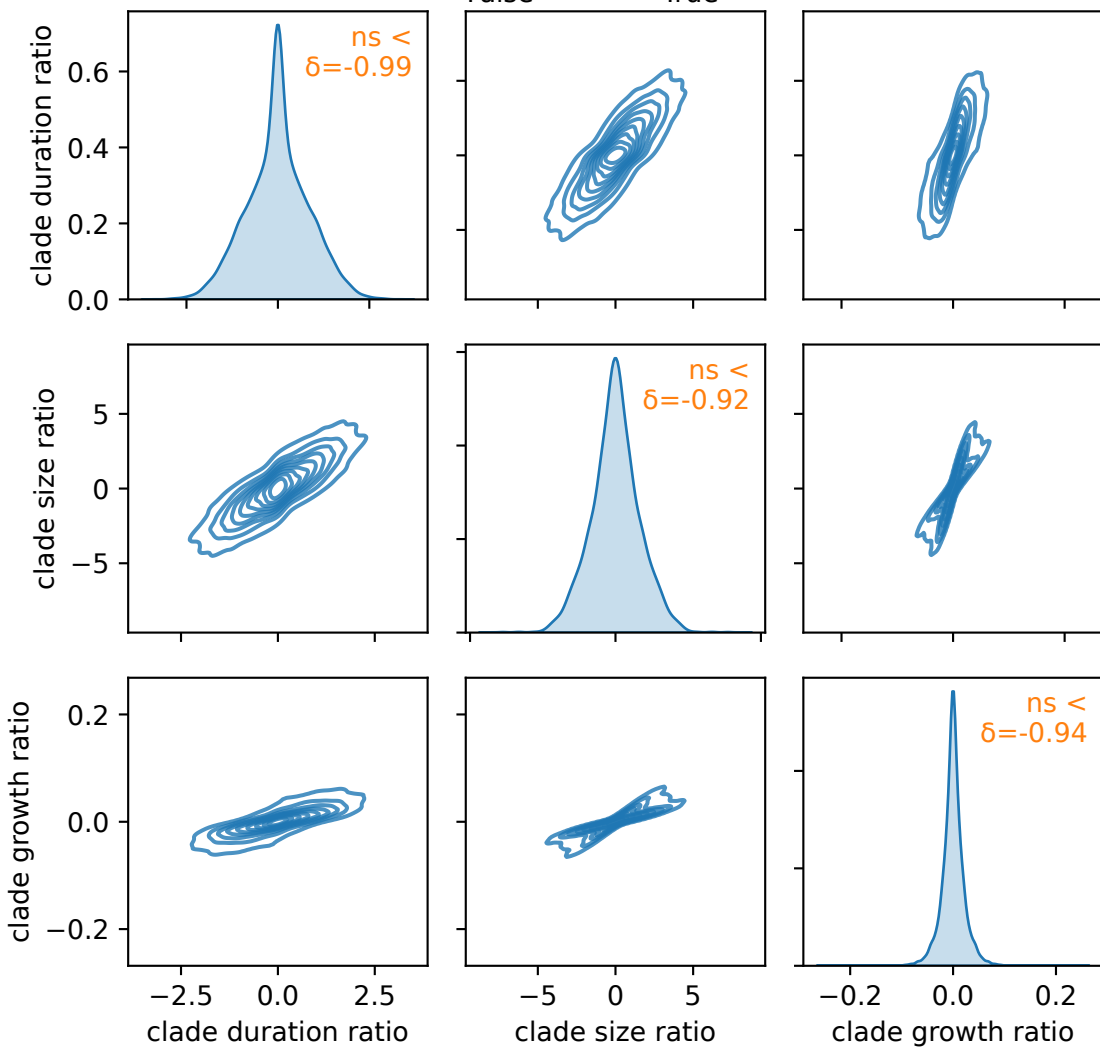 True
clade duration ratio
0.6
0.4
0.2
0.0
ns <
δ=-0.99
clade size ratio
5
0
−5
ns <
δ=-0.92
clade growth ratio
0.2
0.0
−0.2
ns <
δ=-0.94
−2.5 0.0 2.5
−5 0 5
−0.2 0.0 0.2
clade duration ratio
clade size ratio
clade growth ratio